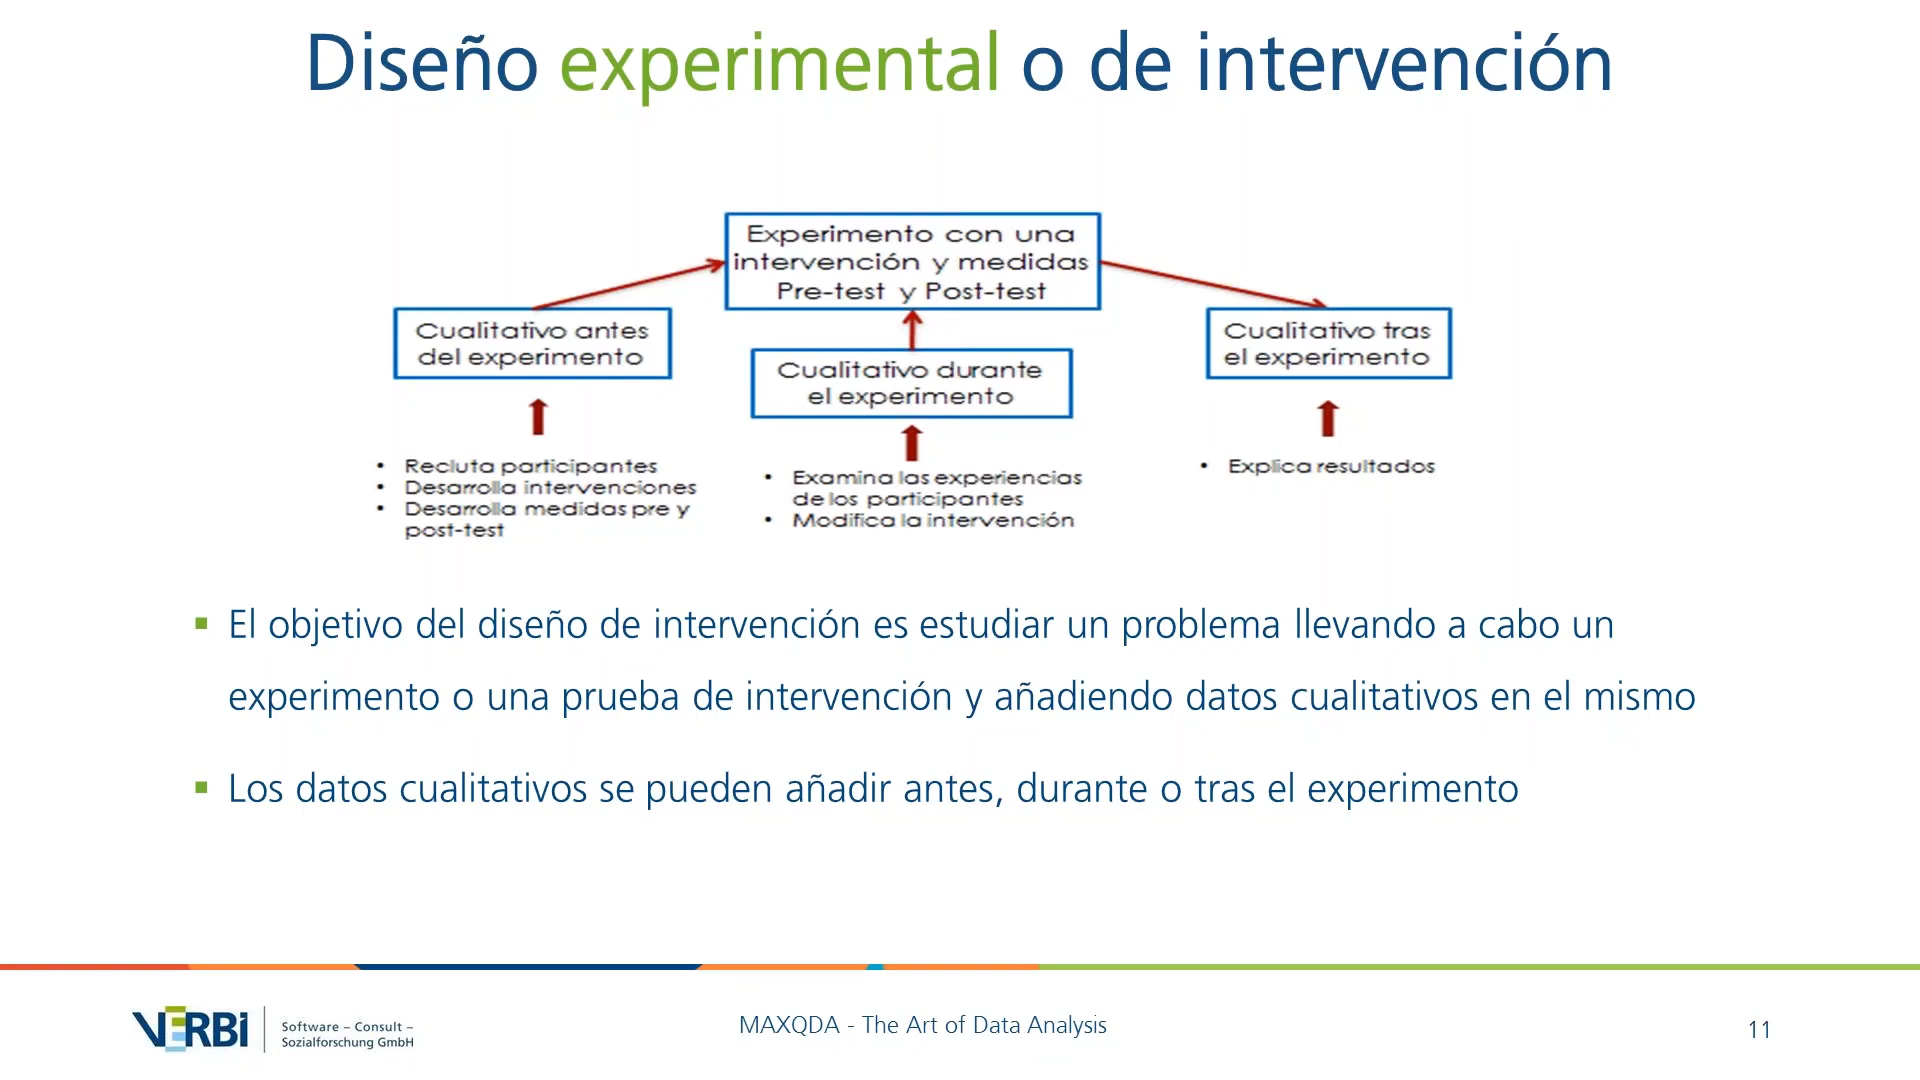 Diseño experimental o de intervención
Experimento con una
intervención y medidas
Pre-test y Post-test
Cualitativo antes
del experimento
Cualitativo durante
el experimento
Cualitativo tras
el experimento
• Recluta participantes
• Desarrolla intervenciones
• Desarrolla medidas pre y
post-test
• Examina las experiencias
de los participantes
• Modifica la intervención
• Explica resultados
▪ El objetivo del diseño de intervención es estudiar un problema llevando a cabo un
experimento o una prueba de intervención y añadiendo datos cualitativos en el mismo
▪ Los datos cualitativos se pueden añadir antes, durante o tras el experimento
VERBI
Software – Consult –
Sozialforschung GmbH
MAXQDA - The Art of Data Analysis
11